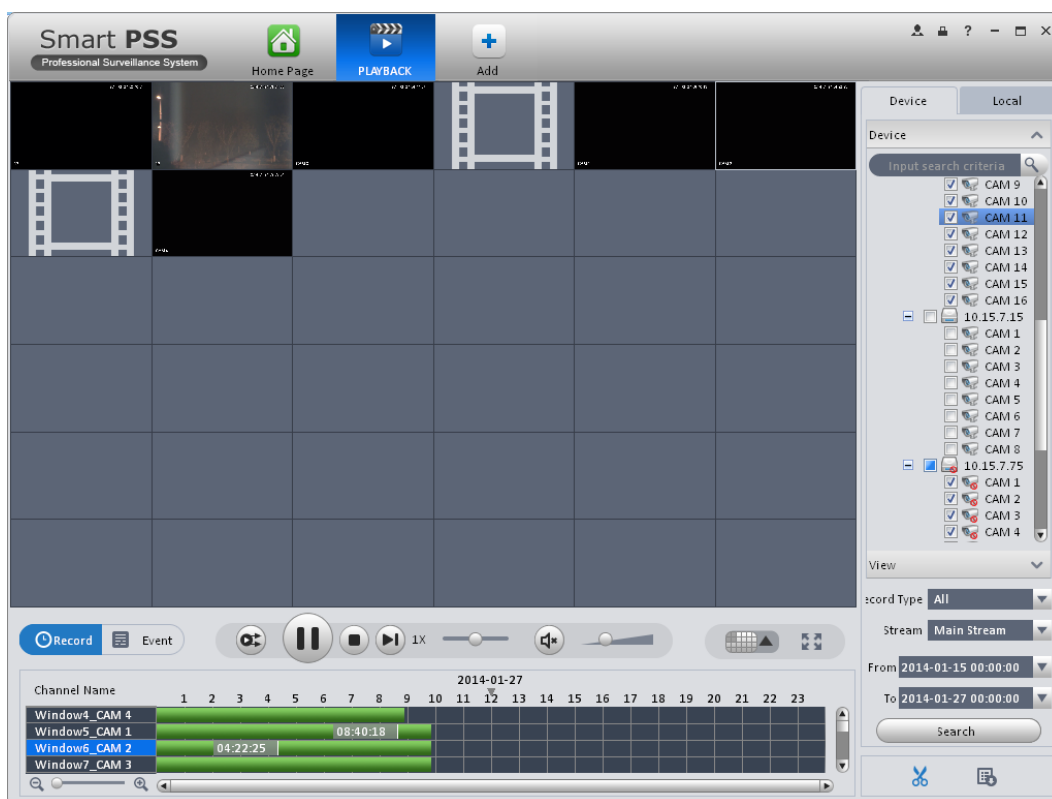 Smart PSS
Professional Surveillance System
Home Page
PLAYBACK
Add
?
Device
Local
Device
Input search criteria
CAM 9
CAM 10
CAM 11
CAM 12
CAM 13
CAM 14
CAM 15
CAM 16
10.15.7.15
CAM 1
CAM 2
CAM 3
CAM 4
CAM 5
CAM 6
CAM 7
CAM 8
10.15.7.75
CAM 1
CAM 2
CAM 3
CAM 4
View
ecord Type All
Stream Main Stream
From 2014-01-15 00:00:00
To 2014-01-27 00:00:00
Search
Record
Event
1X
2014-01-27
Channel Name 1 2 3 4 5 6 7 8 9 10 11 12 13 14 15 16 17 18 19 20 21 22 23
Window4_CAM 4
Window5_CAM 1 08:40:18
Window6_CAM 2 04:22:25
Window7_CAM 3